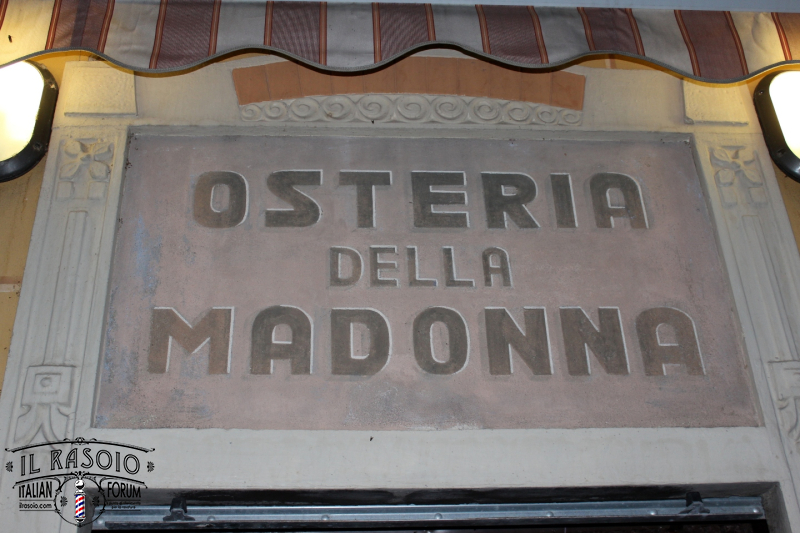 OSTERIA
DELLA
MADONNA
IL RASOIO
ITALIAN FORUM
ilrasoio.com